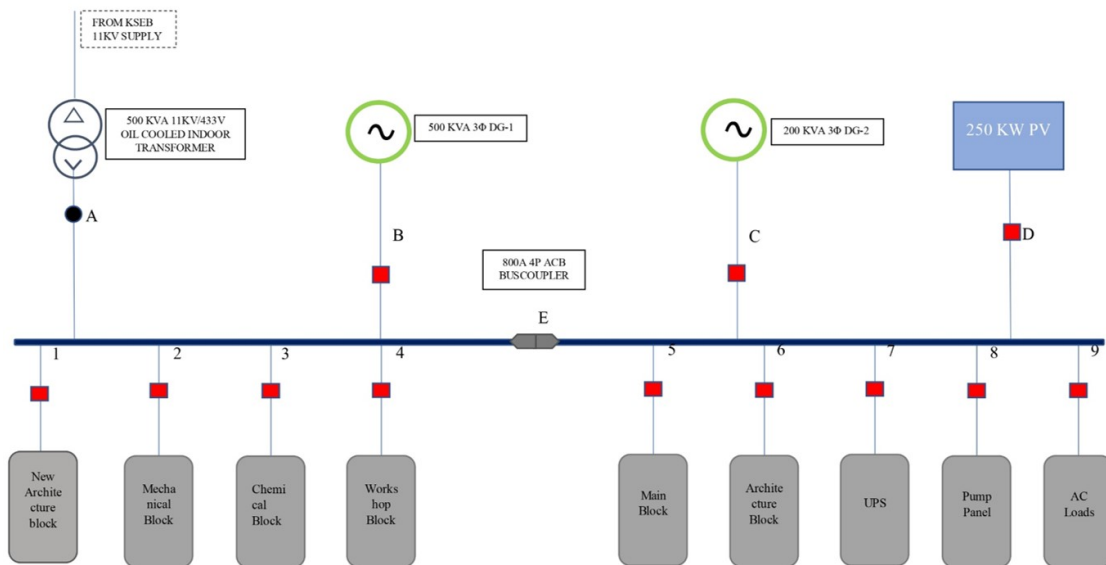 FROM KSEB
11KV SUPPLY
500 KVA 11KV/433V
OIL COOLED INDOOR
TRANSFORMER
500 KVA 3Φ DG-1
200 KVA 3Φ DG-2
250 KW PV
A
B
C
D
800A 4P ACB
BUSCOUPLER
E
1
2
3
4
5
6
7
8
9
New
Archite
cture
block
Mecha
nical
Block
Chemi
cal
Block
Works
hop
Block
Main
Block
Archite
cture
Block
UPS
Pump
Panel
AC
Loads